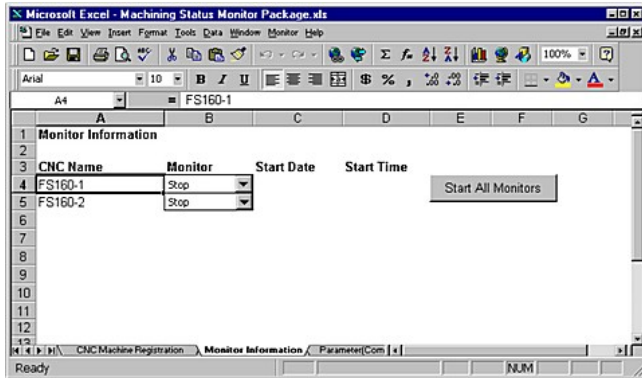 Microsoft Excel - Machining Status Monitor Package.xls
File Edit View Insert Format Tools Data Window Monitor Help
100%
Arial 10 B I U $ % ,
A4 = FS160-1
A B C D E F G
1 Monitor Information
2
3 CNC Name Monitor Start Date Start Time
4 FS160-1 Stop Start All Monitors
5 FS160-2 Stop
6
7
8
9
10
11
12
13
CNC Machine Registration Monitor Information Parameter(Com
Ready NUM